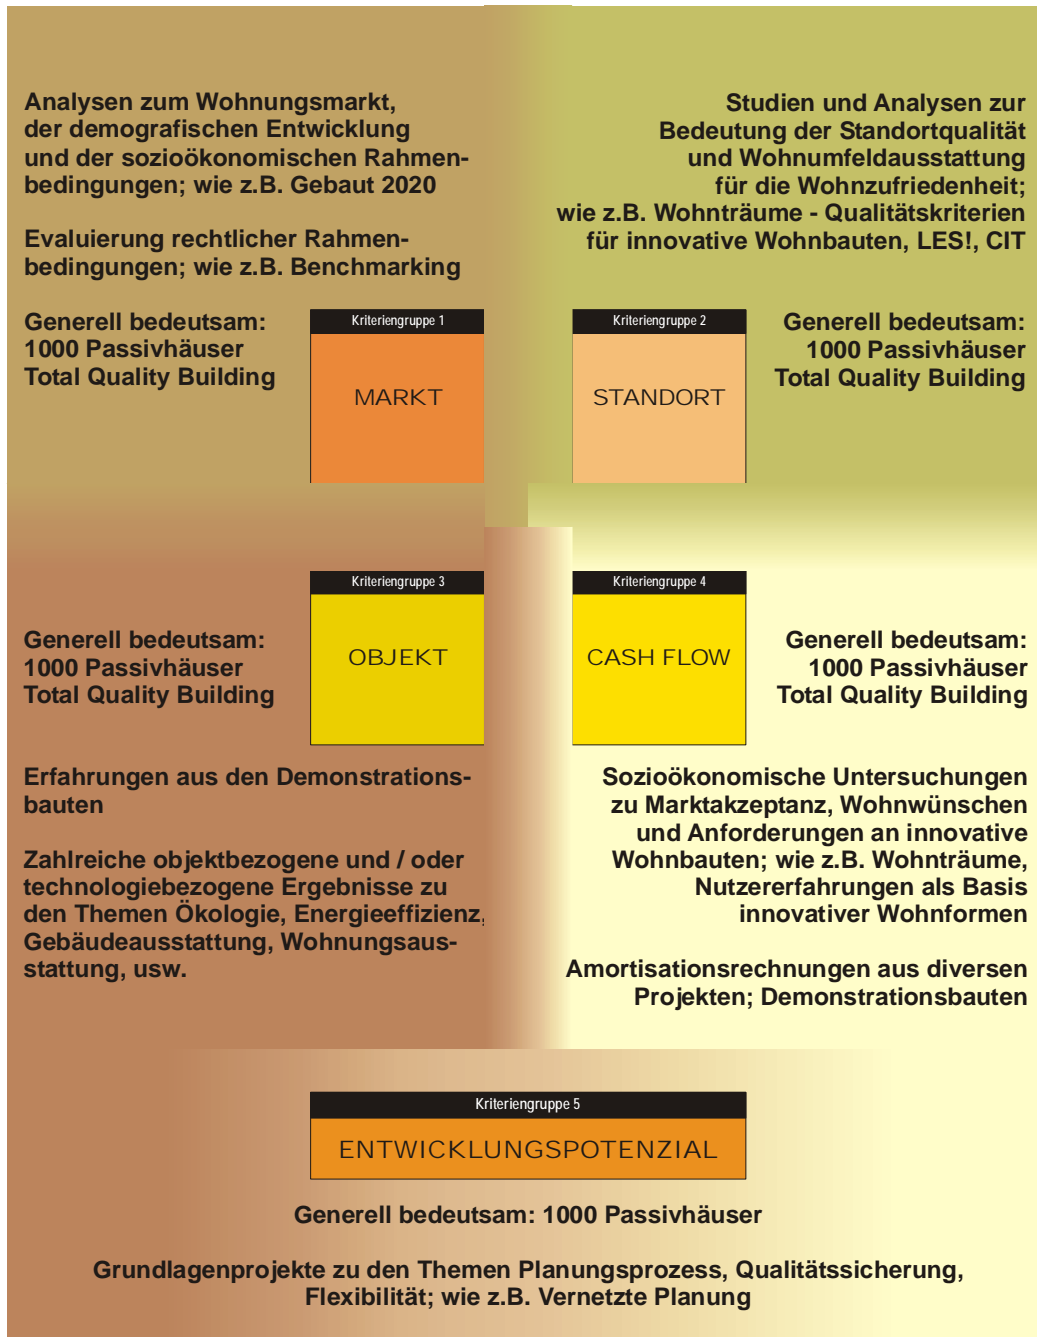 Analysen zum Wohnungsmarkt,
der demografischen Entwicklung
und der sozioökonomischen Rahmen-
bedingungen; wie z.B. Gebaut 2020
Evaluierung rechtlicher Rahmen-
bedingungen; wie z.B. Benchmarking
Generell bedeutsam:
1000 Passivhäuser
Total Quality Building
Kriteriengruppe 1
MARKT
Studien und Analysen zur
Bedeutung der Standortqualität
und Wohnumfeldausstattung
für die Wohnzufriedenheit;
wie z.B. Wohnträume - Qualitätskriterien
für innovative Wohnbauten, LES!, CIT
Kriteriengruppe 2
STANDORT
Generell bedeutsam:
1000 Passivhäuser
Total Quality Building
Kriteriengruppe 3
OBJEKT
Generell bedeutsam:
1000 Passivhäuser
Total Quality Building
Erfahrungen aus den Demonstrations-
bauten
Zahlreiche objektbezogene und / oder
technologiebezogene Ergebnisse zu
den Themen Ökologie, Energieeffizienz,
Gebäudeausstattung, Wohnungsaus-
stattung, usw.
Kriteriengruppe 4
CASH FLOW
Generell bedeutsam:
1000 Passivhäuser
Total Quality Building
Sozioökonomische Untersuchungen
zu Marktakzeptanz, Wohnwünschen
und Anforderungen an innovative
Wohnbauten; wie z.B. Wohnträume,
Nutzererfahrungen als Basis
innovativer Wohnformen
Amortisationsrechnungen aus diversen
Projekten; Demonstrationsbauten
Kriteriengruppe 5
ENTWICKLUNGSPOTENZIAL
Generell bedeutsam: 1000 Passivhäuser
Grundlagenprojekte zu den Themen Planungsprozess, Qualitätssicherung,
Flexibilität; wie z.B. Vernetzte Planung